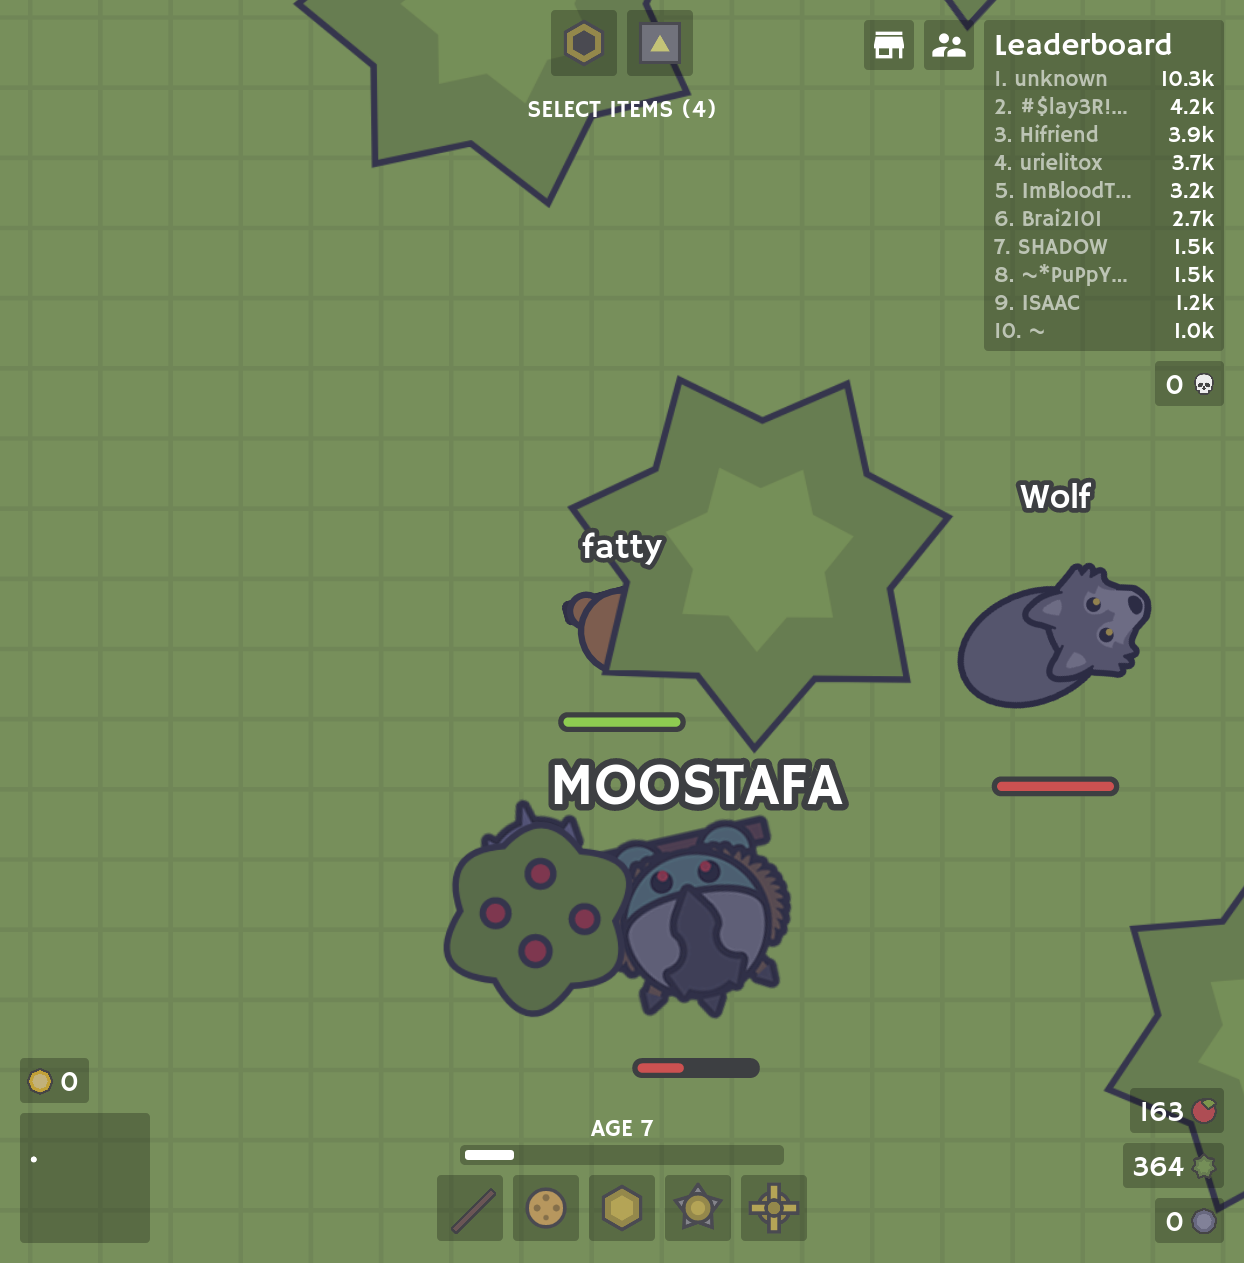 SELECT ITEMS (4)
Leaderboard
1. unknown 10.3k
2. #$lay3R!... 4.2k
3. Hifriend 3.9k
4. urielitox 3.7k
5. ImBloodT... 3.2k
6. Brai2101 2.7k
7. SHADOW 1.5k
8. ~*PuPpY... 1.5k
9. ISAAC 1.2k
10. ~ 1.0k
0
Wolf
fatty
MOOSTAFA
0
AGE 7
163
364
0